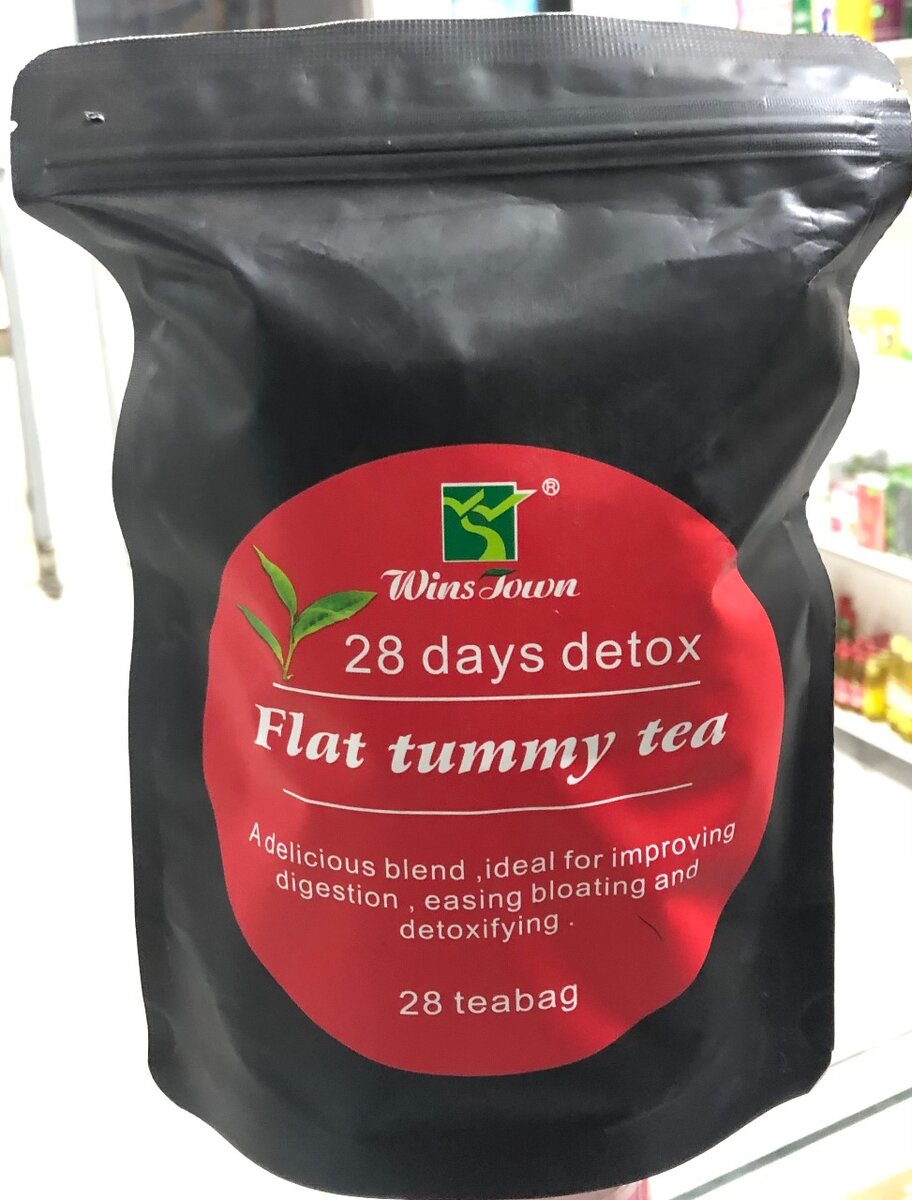 ®
Wins Town
28 days detox
Flat tummy tea
A delicious blend ,ideal for improving
digestion , easing bloating and
detoxifying .
28 teabag